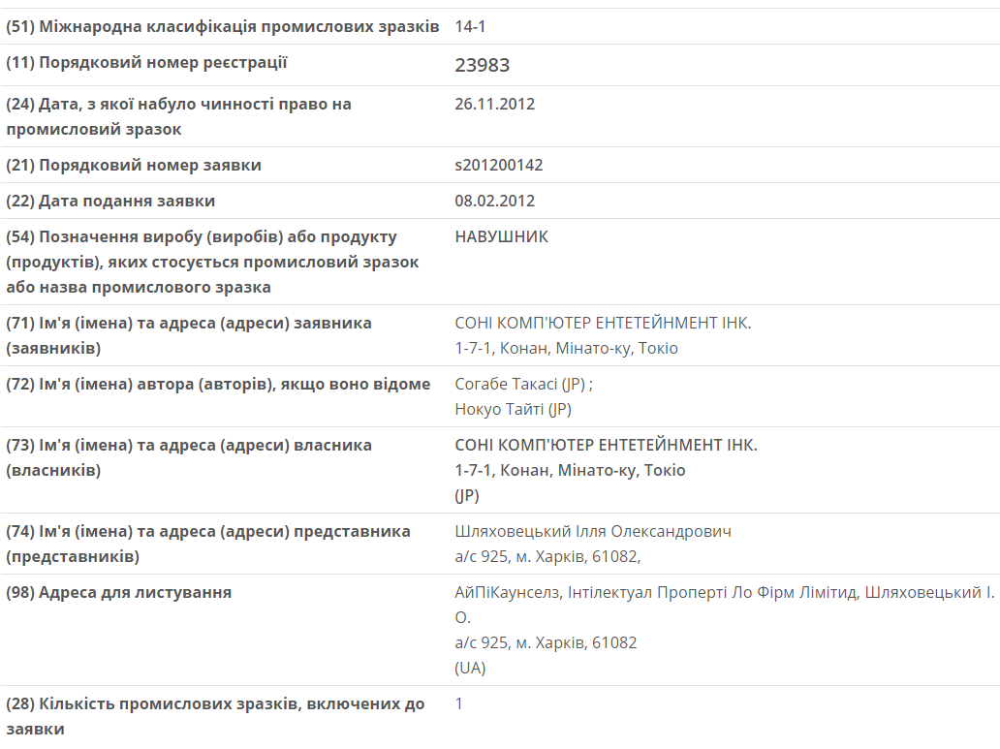 (51) Міжнародна класифікація промислових зразків 14-1
(11) Порядковий номер реєстрації 23983
(24) Дата, з якої набуло чинності право на 26.11.2012
промисловий зразок
(21) Порядковий номер заявки s201200142
(22) Дата подання заявки 08.02.2012
(54) Позначення виробу (виробів) або продукту НАВУШНИК
(продуктів), яких стосується промисловий зразок
або назва промислового зразка
(71) Ім'я (імена) та адреса (адреси) заявника СОНІ КОМП'ЮТЕР ЕНТЕТЕЙНМЕНТ ІНК.
(заявників) 1-7-1, Конан, Мінато-ку, Токіо
(72) Ім'я (імена) автора (авторів), якщо воно відоме Согабе Такасі (JP) ;
Нокуо Тайті (JP)
(73) Ім'я (імена) та адреса (адреси) власника СОНІ КОМП'ЮТЕР ЕНТЕТЕЙНМЕНТ ІНК.
(власників) 1-7-1, Конан, Мінато-ку, Токіо
(JP)
(74) Ім'я (імена) та адреса (адреси) представника Шляховецький Ілля Олександрович
(представників) а/с 925, м. Харків, 61082,
(98) Адреса для листування АйПіКаунселз, Інтілектуал Проперті Ло Фірм Лімітид, Шляховецький І.
О.
а/с 925, м. Харків, 61082
(UA)
(28) Кількість промислових зразків, включених до 1
заявки